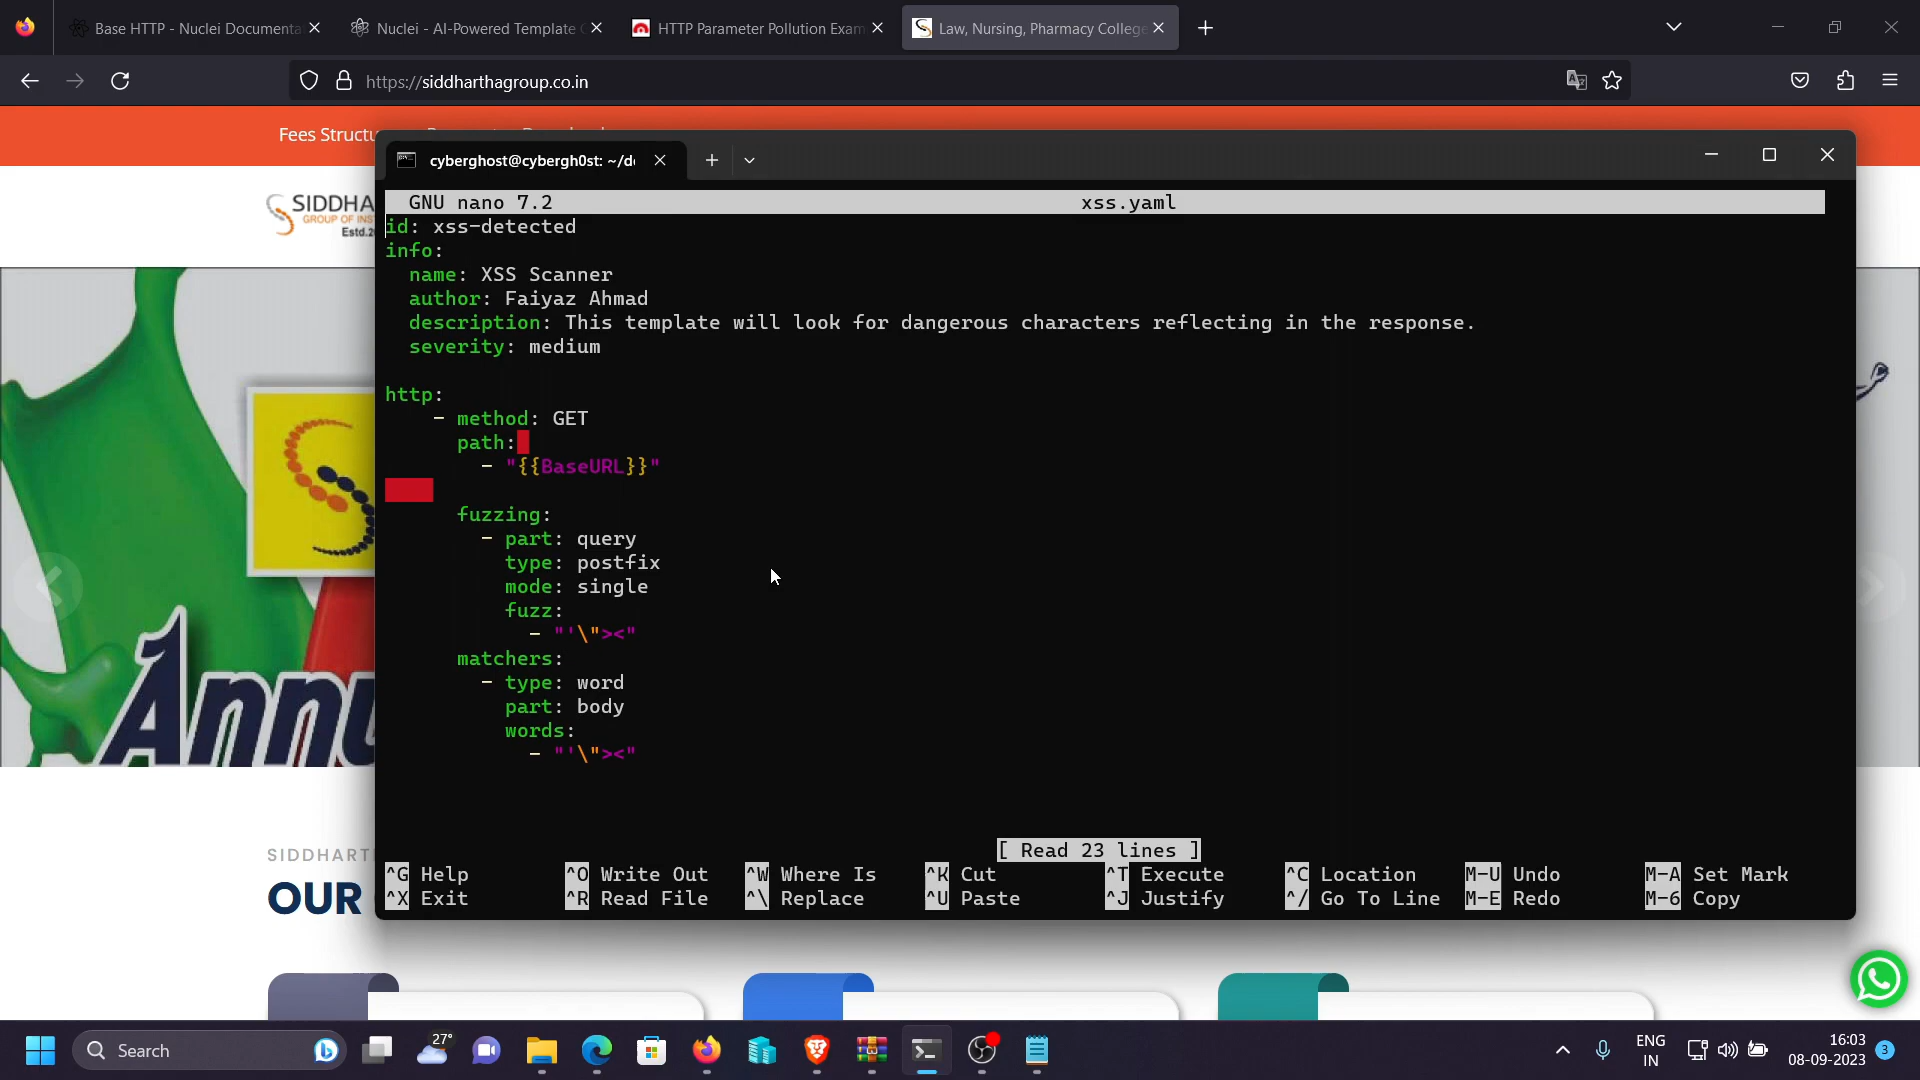 Base HTTP - Nuclei Documenta
Nuclei - AI-Powered Template
HTTP Parameter Pollution Exam
Law, Nursing, Pharmacy College
https://siddharthagroup.co.in
Fees Structu
cyberghost@cybergh0st: ~/d
SIDDHA
GROUP OF INS
Estd.20
GNU nano 7.2 xss.yaml
id: xss-detected
info:
name: XSS Scanner
author: Faiyaz Ahmad
description: This template will look for dangerous characters reflecting in the response.
severity: medium
http:
- method: GET
path:
- "{{BaseURL}}"
fuzzing:
- part: query
type: postfix
mode: single
fuzz:
- "'\"><"
matchers:
- type: word
part: body
words:
- "'\"><"
Annu
[ Read 23 lines ]
^G Help ^O Write Out ^W Where Is ^K Cut ^T Execute ^C Location M-U Undo M-A Set Mark
^X Exit ^R Read File ^\ Replace ^U Paste ^J Justify ^/ Go To Line M-E Redo M-6 Copy
SIDDHART
OUR
Search
27°
ENG
IN
16:03
08-09-2023
3